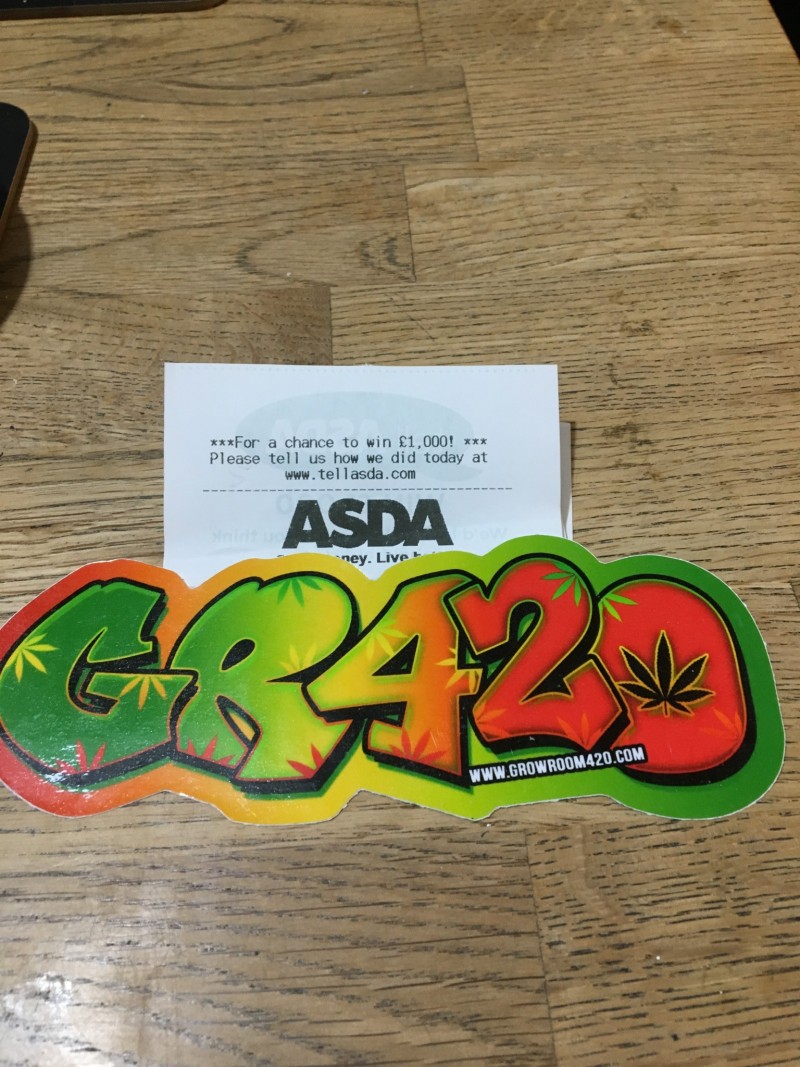 ***For a chance to win £1,000! ***
Please tell us how we did today at
www.tellasda.com
ASDA
Live
GR420
WWW.GROWROOM420.COM